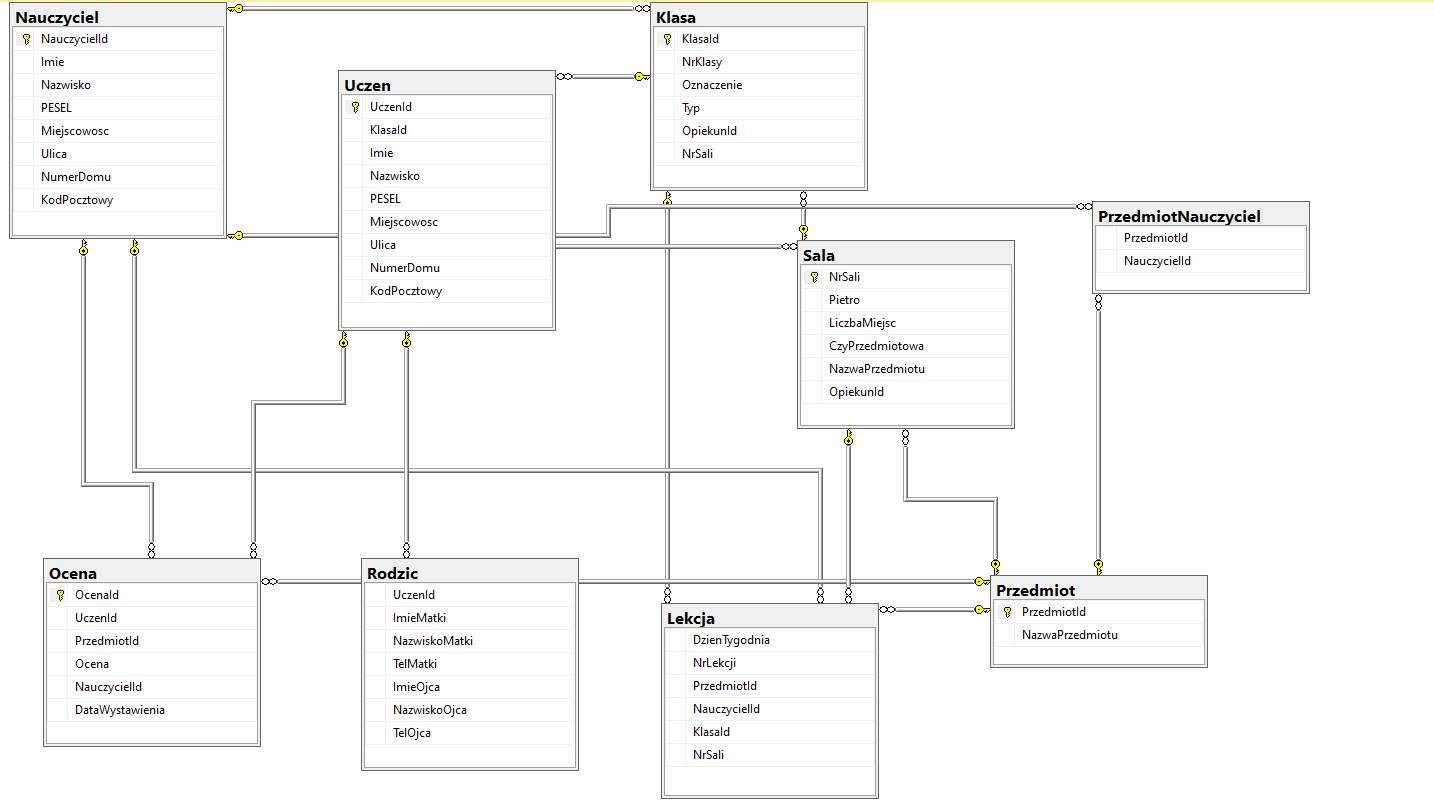 Nauczyciel
NauczycielId
Imie
Nazwisko
PESEL
Miejscowosc
Ulica
NumerDomu
KodPocztowy
Uczen
UczenId
KlasaId
Imie
Nazwisko
PESEL
Miejscowosc
Ulica
NumerDomu
KodPocztowy
Klasa
KlasaId
NrKlasy
Oznaczenie
Typ
OpiekunId
NrSali
PrzedmiotNauczyciel
PrzedmiotId
NauczycielId
Sala
NrSali
Pietro
LiczbaMiejsc
CzyPrzedmiotowa
NazwaPrzedmiotu
OpiekunId
Ocena
OcenaId
UczenId
PrzedmiotId
Ocena
NauczycielId
DataWystawienia
Rodzic
UczenId
ImieMatki
NazwiskoMatki
TelMatki
ImieOjca
NazwiskoOjca
TelOjca
Lekcja
DzienTygodnia
NrLekcji
PrzedmiotId
NauczycielId
KlasaId
NrSali
Przedmiot
PrzedmiotId
NazwaPrzedmiotu